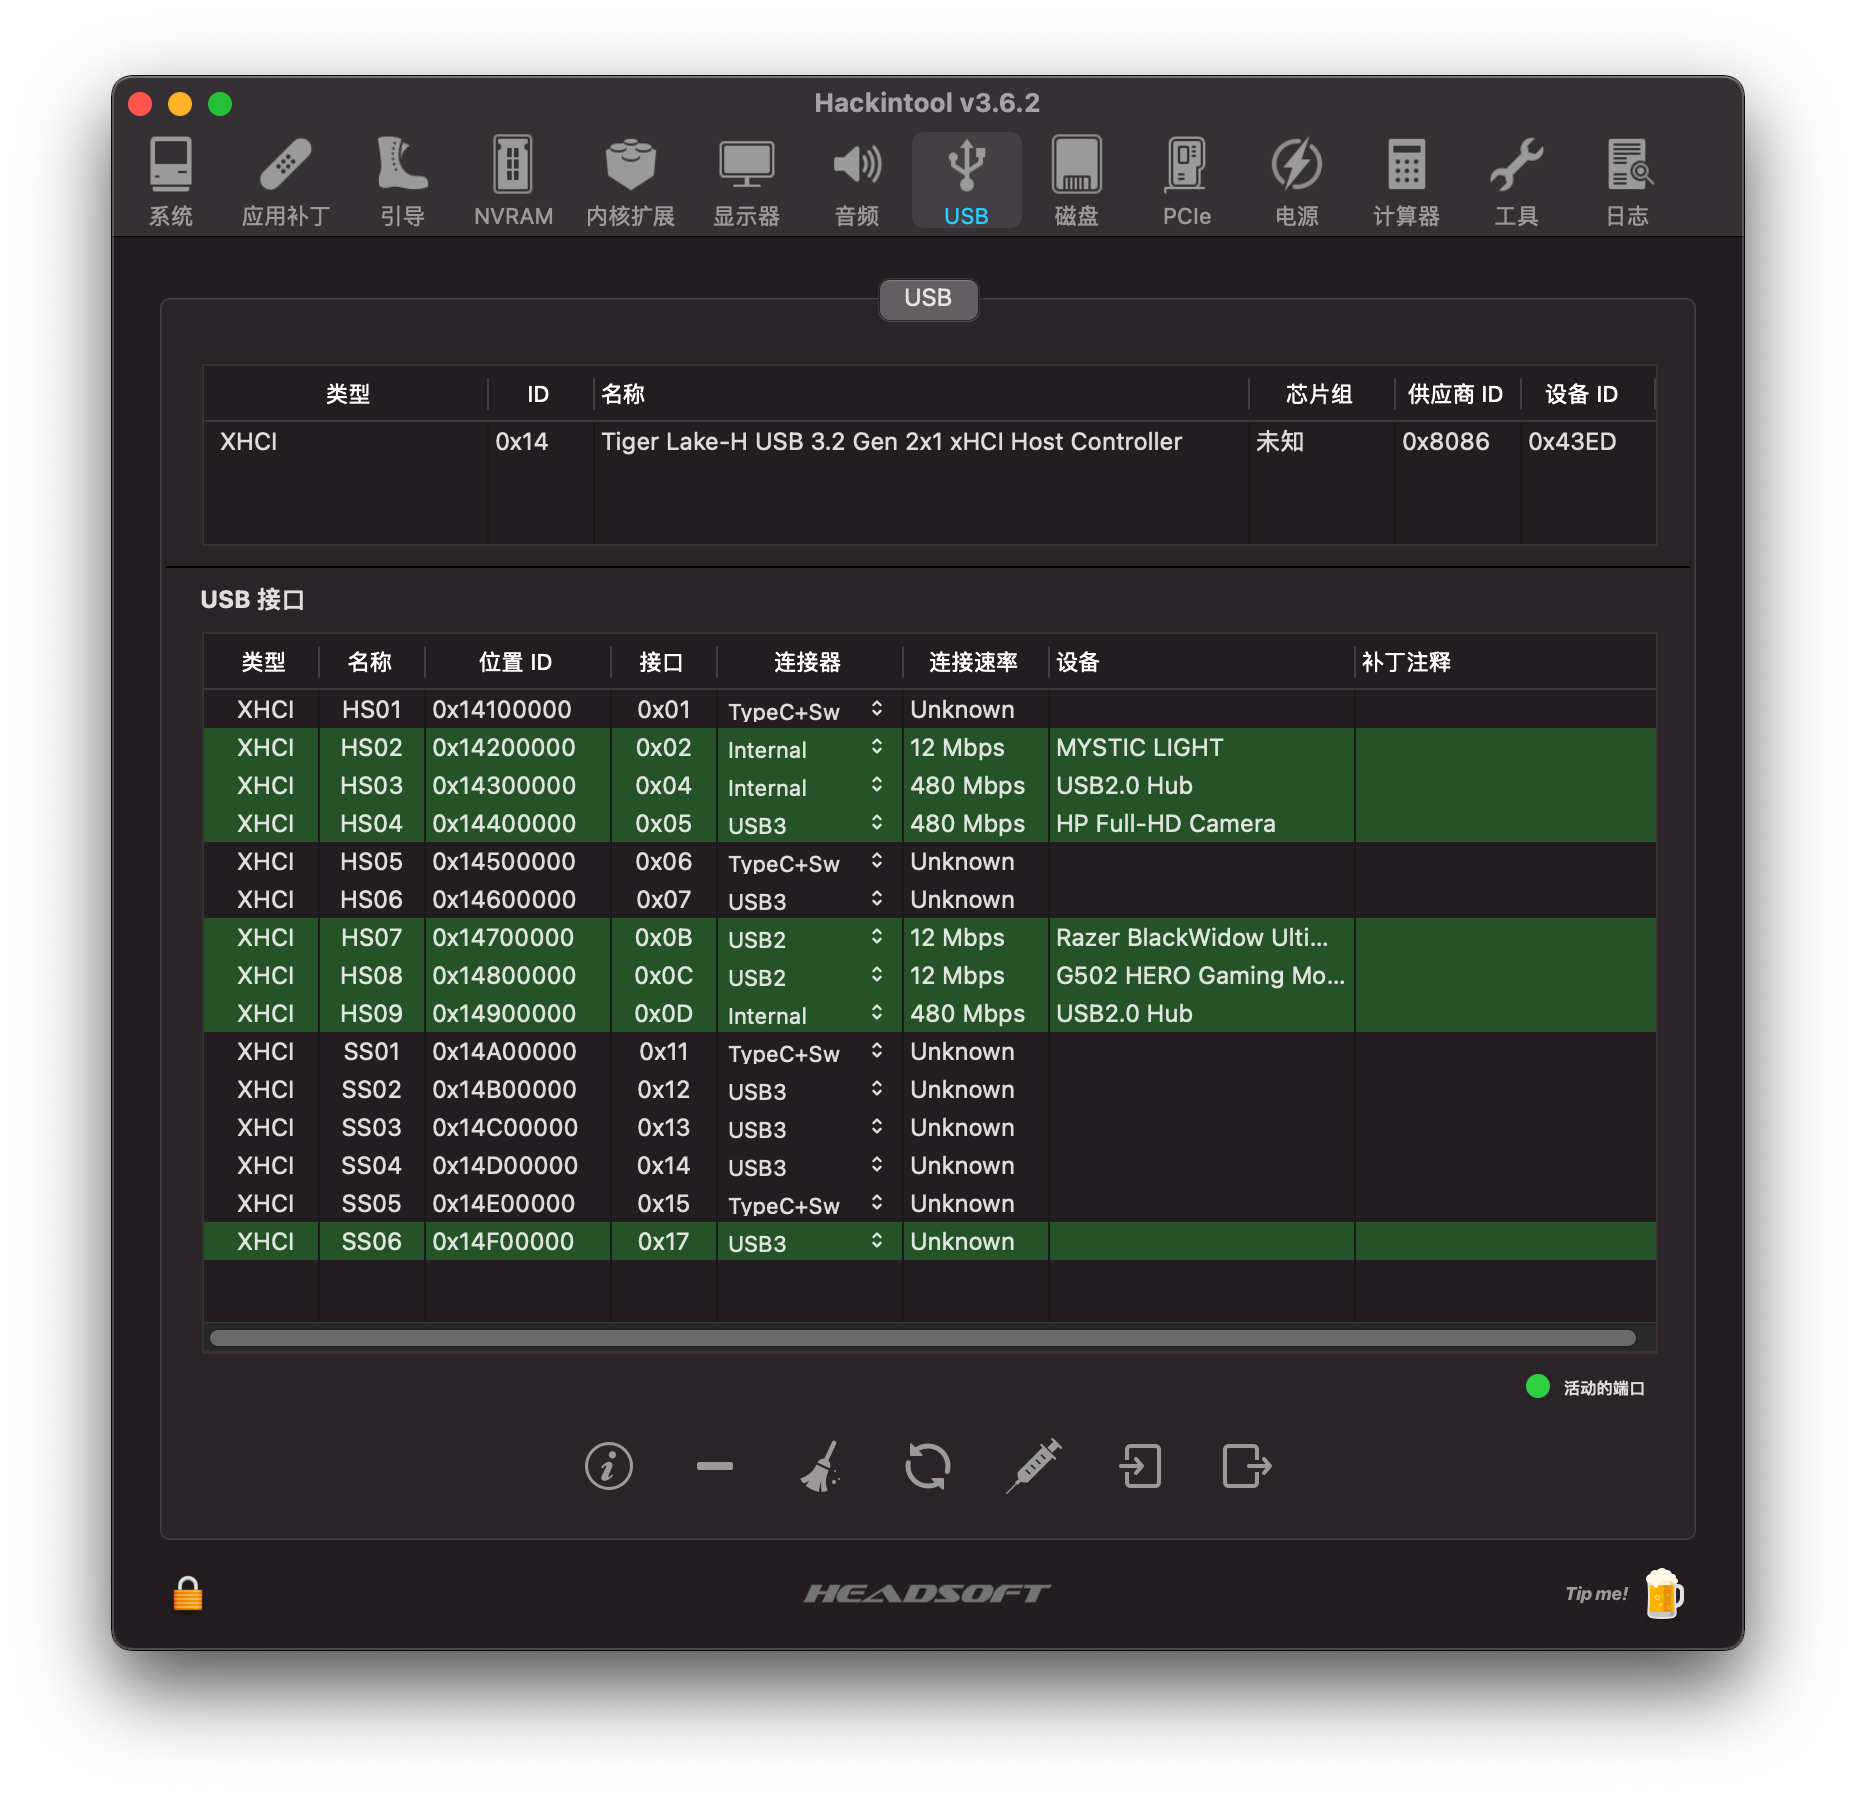 Hackintool v3.6.2
系统 应用补丁 引导 NVRAM 内核扩展 显示器 音频 USB 磁盘 PCIe 电源 计算器 工具 日志
USB
类型 ID 名称 芯片组 供应商 ID 设备 ID
XHCI 0x14 Tiger Lake-H USB 3.2 Gen 2x1 xHCI Host Controller 未知 0x8086 0x43ED
USB 接口
类型 名称 位置 ID 接口 连接器 连接速率 设备 补丁注释
XHCI HS01 0x14100000 0x01 TypeC+Sw Unknown
XHCI HS02 0x14200000 0x02 Internal 12 Mbps MYSTIC LIGHT
XHCI HS03 0x14300000 0x04 Internal 480 Mbps USB2.0 Hub
XHCI HS04 0x14400000 0x05 USB3 480 Mbps HP Full-HD Camera
XHCI HS05 0x14500000 0x06 TypeC+Sw Unknown
XHCI HS06 0x14600000 0x07 USB3 Unknown
XHCI HS07 0x14700000 0x0B USB2 12 Mbps Razer BlackWidow Ulti...
XHCI HS08 0x14800000 0x0C USB2 12 Mbps G502 HERO Gaming Mo...
XHCI HS09 0x14900000 0x0D Internal 480 Mbps USB2.0 Hub
XHCI SS01 0x14A00000 0x11 TypeC+Sw Unknown
XHCI SS02 0x14B00000 0x12 USB3 Unknown
XHCI SS03 0x14C00000 0x13 USB3 Unknown
XHCI SS04 0x14D00000 0x14 USB3 Unknown
XHCI SS05 0x14E00000 0x15 TypeC+Sw Unknown
XHCI SS06 0x14F00000 0x17 USB3 Unknown
活动的端口
HEADSOFT
Tip me!